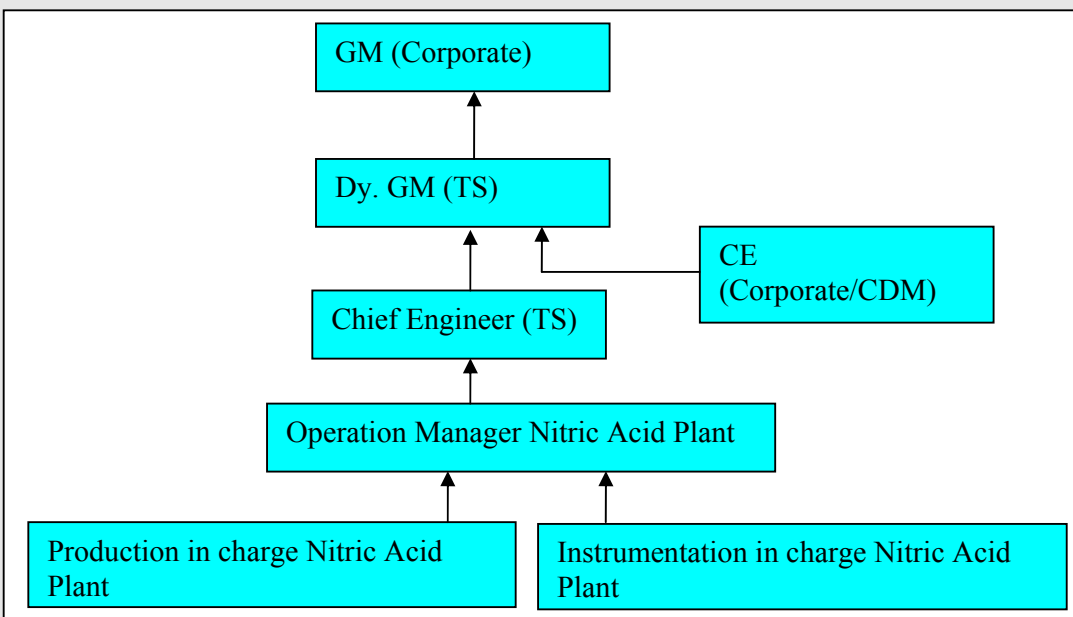 GM (Corporate)
Dy. GM (TS)
CE
(Corporate/CDM)
Chief Engineer (TS)
Operation Manager Nitric Acid Plant
Production in charge Nitric Acid
Plant
Instrumentation in charge Nitric Acid
Plant